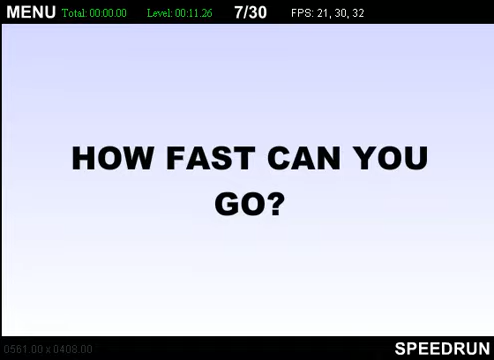 MENU Total: 00:00.00 Level: 00:11.26 7/30 FPS: 21, 30, 32
HOW FAST CAN YOU
GO?
0561.00 x 0408.00
SPEEDRUN